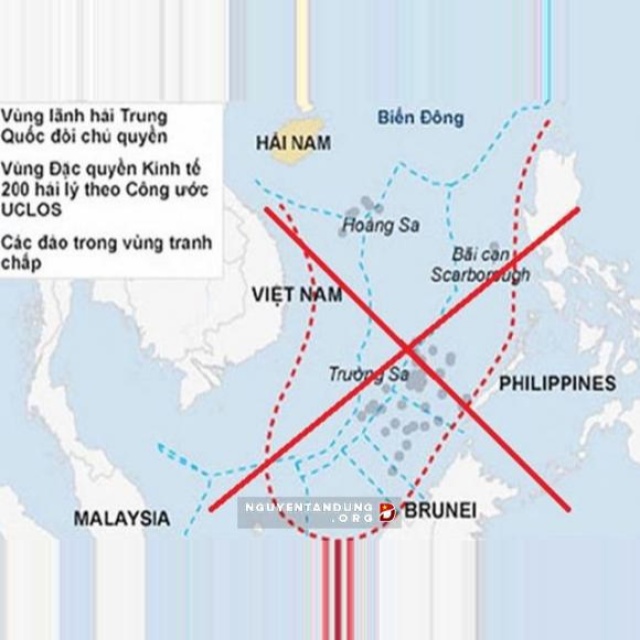 Vùng lãnh hải Trung
Quốc đòi chủ quyền
Vùng Đặc quyền Kinh tế
200 hải lý theo Công ước
UCLOS
Các đảo trong vùng tranh
chấp
HẢI NAM
Biển Đông
Hoàng Sa
Bãi cạn
Scarborough
VIỆT NAM
Trường Sa
PHILIPPINES
MALAYSIA
BRUNEI
NGUYENTANDUNG
.ORG